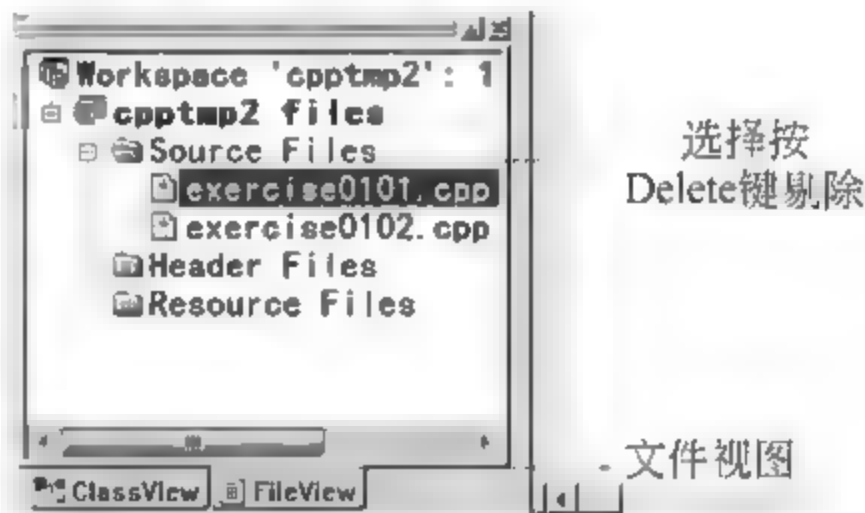 Workspace 'cpptmp2': 1
cpptmp2 files
Source Files
exercise0101.cpp
exercise0102.cpp
Header Files
Resource Files
ClassView
FileView
选择按
Delete键剔除
文件视图